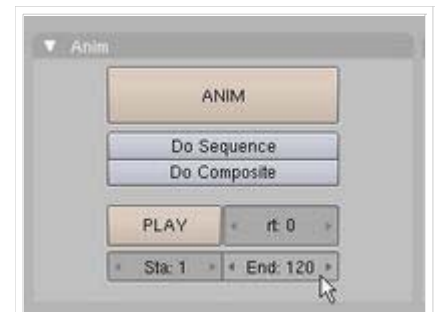 Anim
ANIM
Do Sequence
Do Composite
PLAY rt: 0
Sta: 1 End: 120